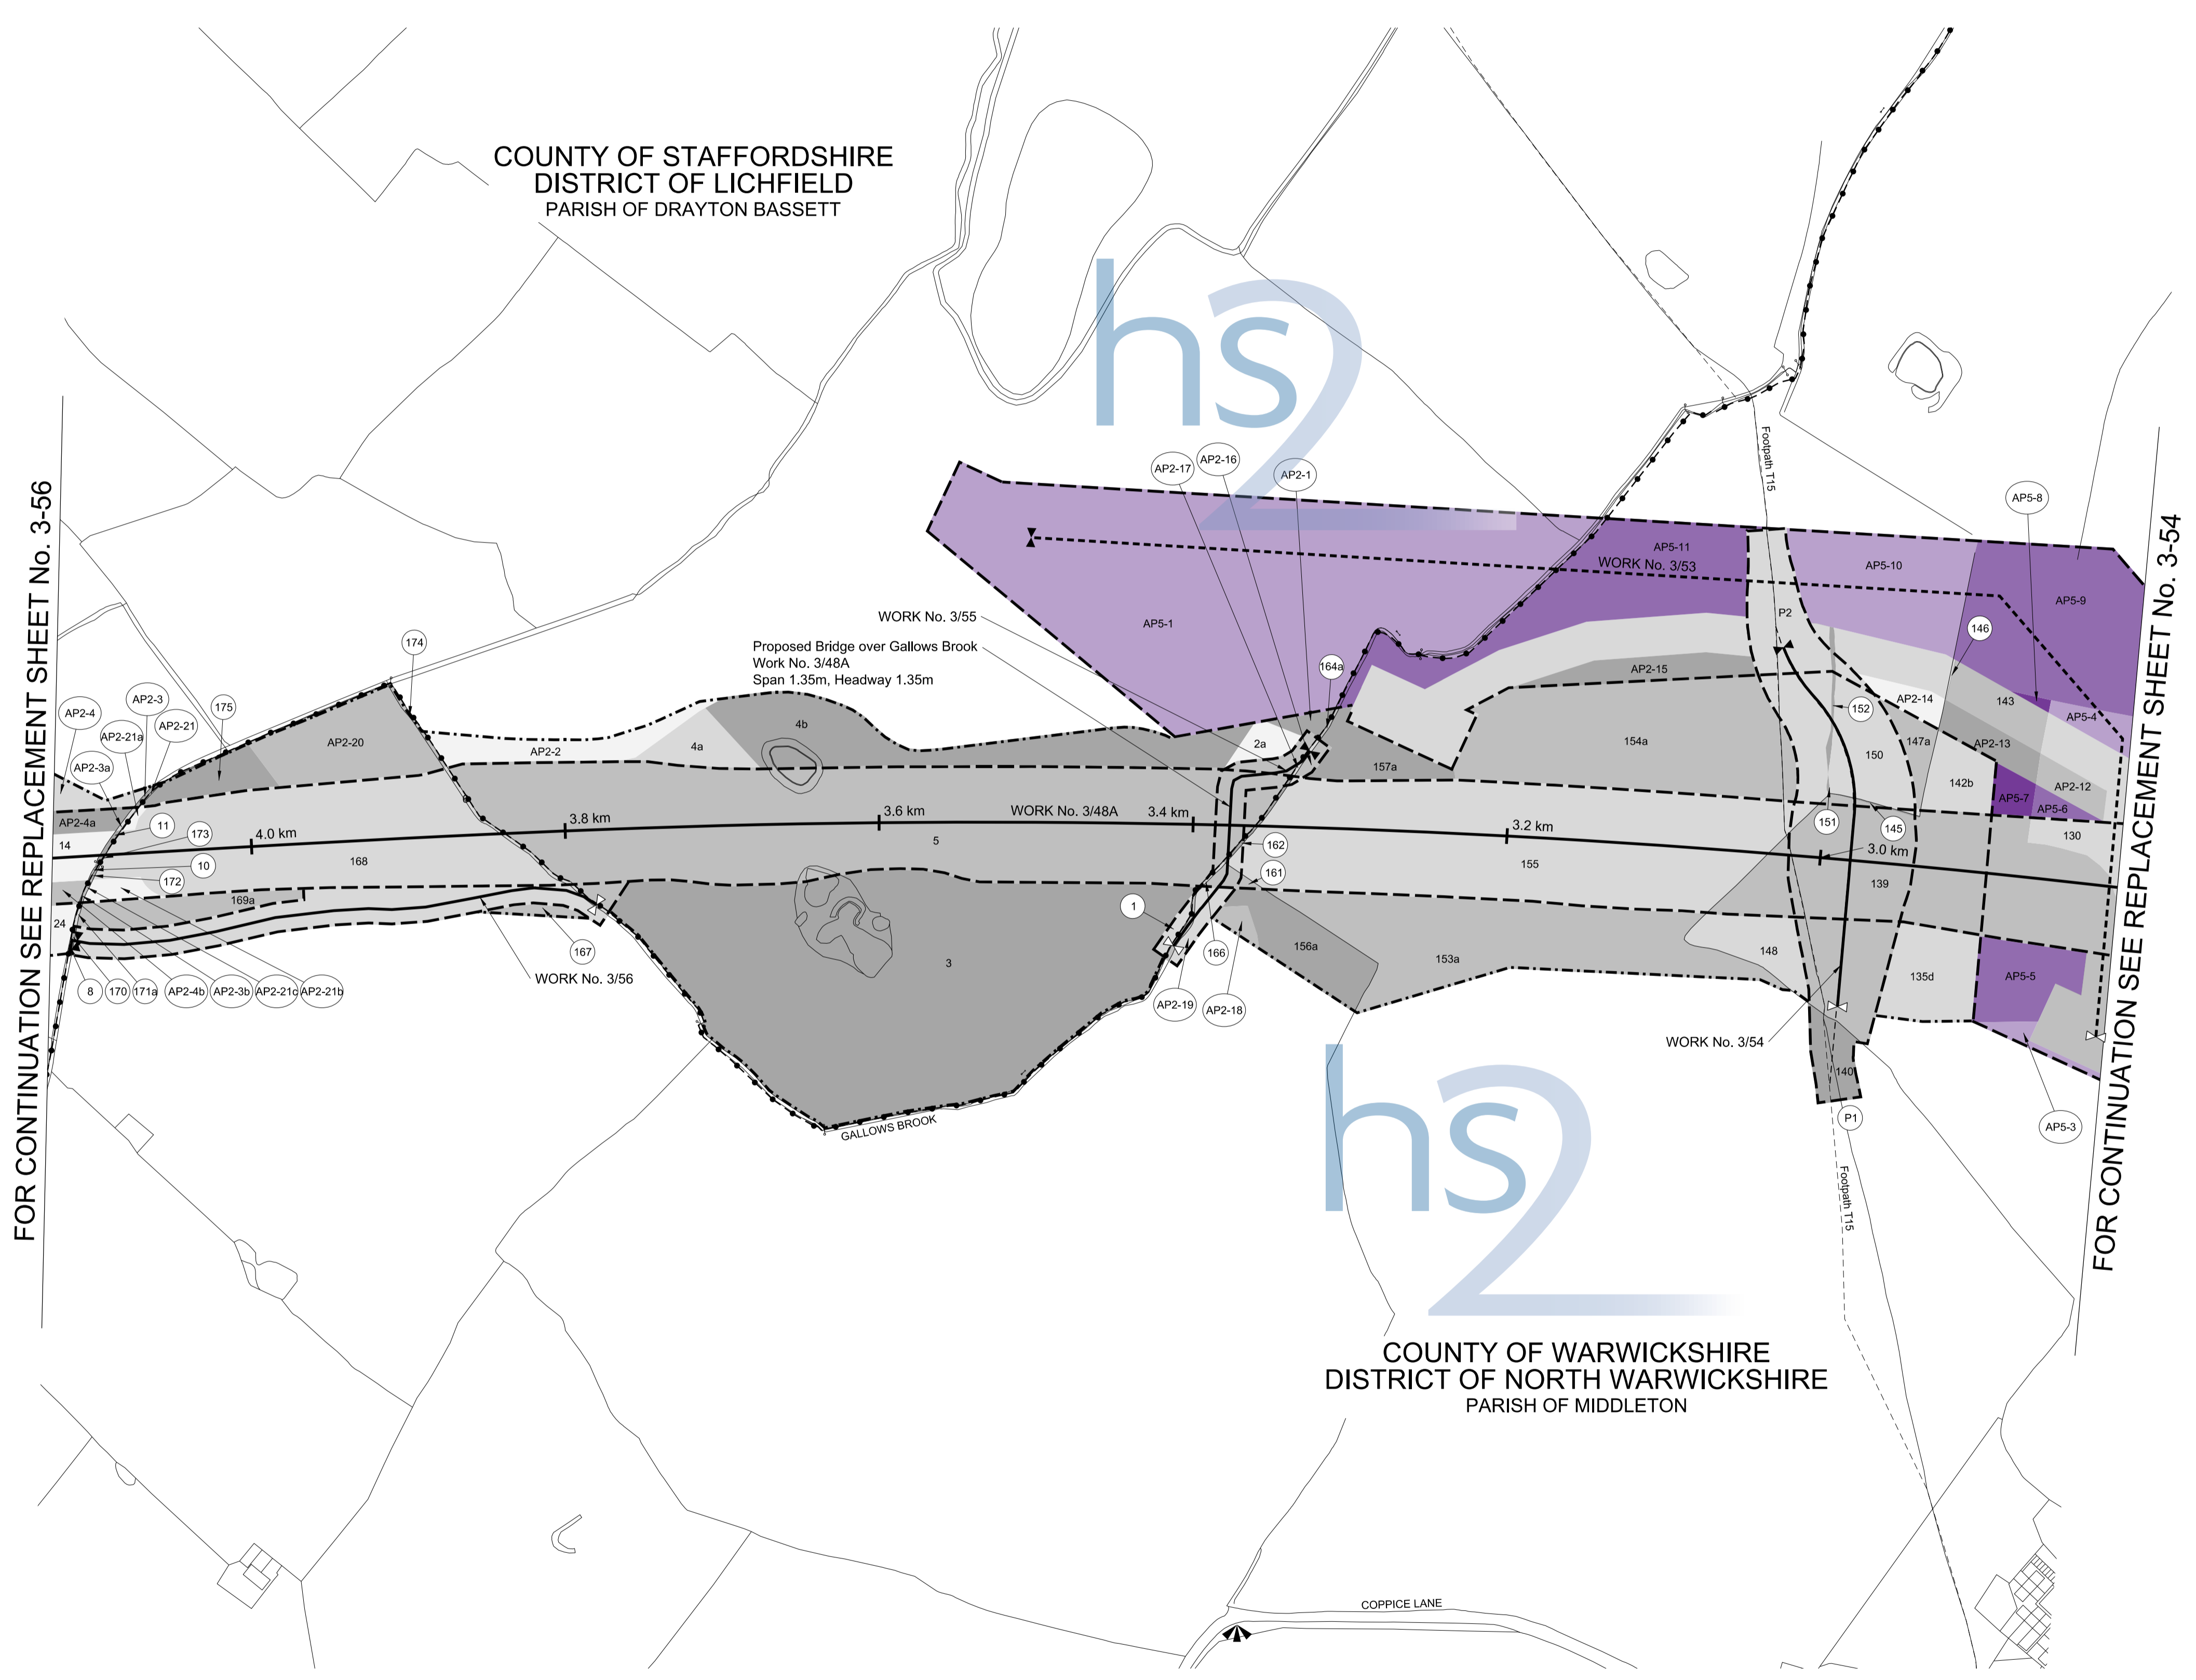 COUNTY OF STAFFORDSHIRE
DISTRICT OF LICHFIELD
PARISH OF DRAYTON BASSETT
hs2
FOR CONTINUATION SEE REPLACEMENT SHEET No. 3-56
FOR CONTINUATION SEE REPLACEMENT SHEET No. 3-54
Footpath T15
AP2-17
AP2-16
AP2-1
AP5-8
AP5-11
WORK No. 3/53
AP5-10
AP5-9
AP5-1
P2
146
WORK No. 3/55
Proposed Bridge over Gallows Brook
Work No. 3/48A
Span 1.35m, Headway 1.35m
174
164a
AP2-15
AP2-14
143
AP5-4
AP2-4
AP2-3
AP2-21a
AP2-21
175
AP2-20
AP2-2
4a
4b
2a
157a
154a
152
150
147a
AP2-13
AP2-3a
142b
AP5-7
AP2-12
AP5-6
AP2-4a
11
173
4.0 km
3.8 km
3.6 km
WORK No. 3/48A
3.4 km
3.2 km
151
145
130
14
10
168
5
162
155
3.0 km
172
169a
161
139
24
1
167
166
156a
153a
148
3
135d
AP5-5
8
170
171a
AP2-4b
AP2-3b
AP2-21c
AP2-21b
WORK No. 3/56
AP2-19
AP2-18
WORK No. 3/54
140
P1
AP5-3
GALLOWS BROOK
hs2
Footpath T15
COUNTY OF WARWICKSHIRE
DISTRICT OF NORTH WARWICKSHIRE
PARISH OF MIDDLETON
COPPICE LANE